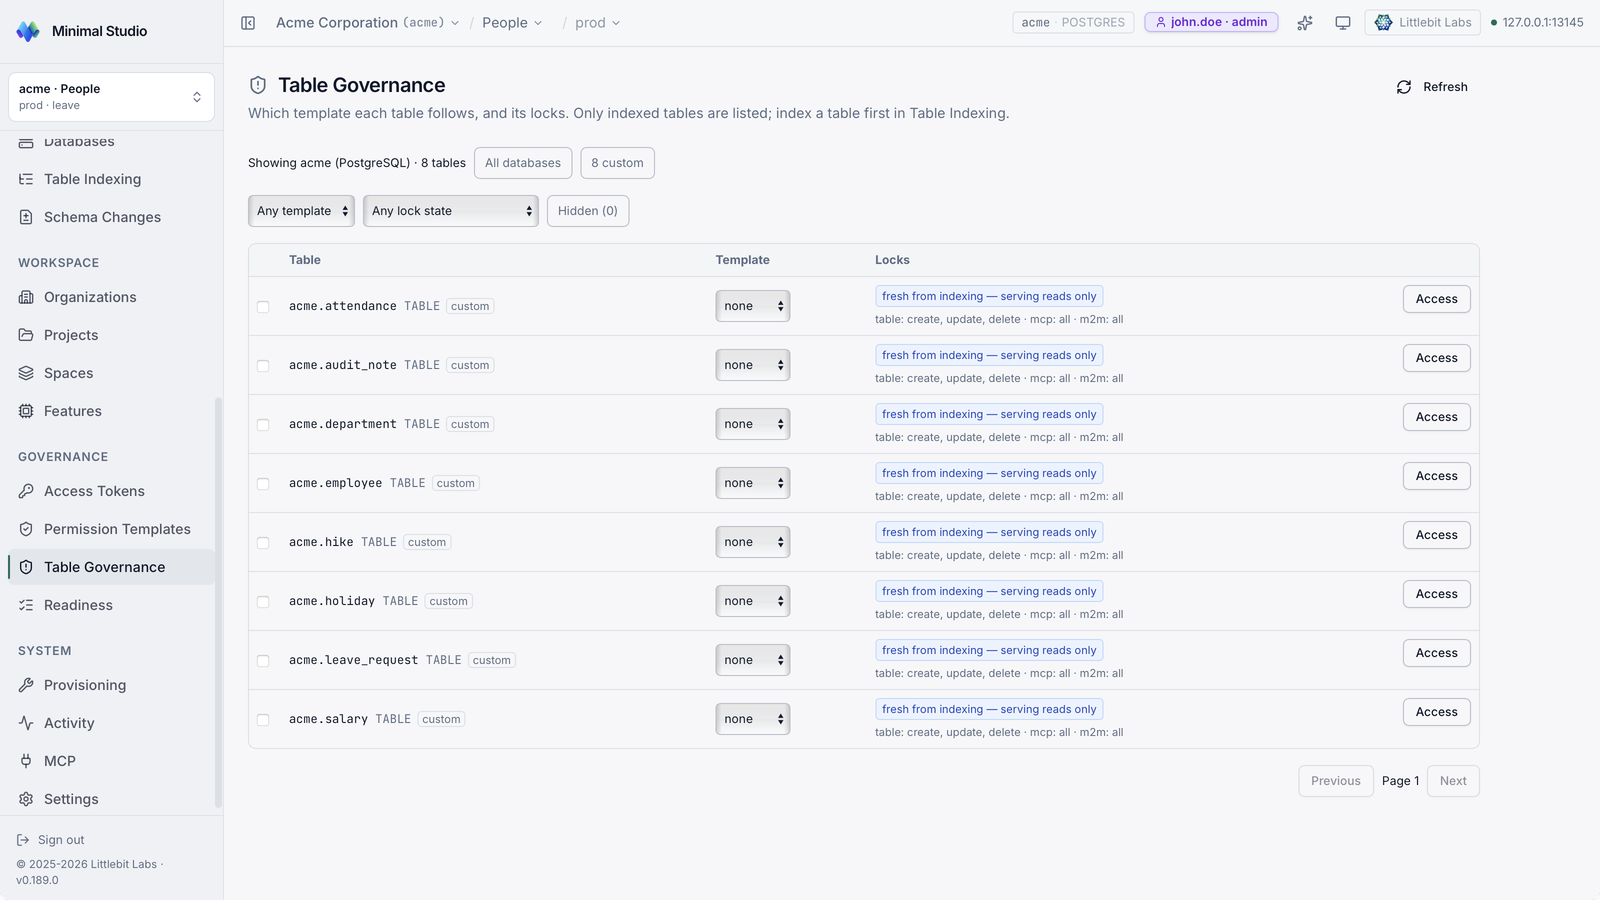 Minimal Studio
acme · People
prod · leave
Databases
Table Indexing
Schema Changes
WORKSPACE
Organizations
Projects
Spaces
Features
GOVERNANCE
Access Tokens
Permission Templates
Table Governance
Readiness
SYSTEM
Provisioning
Activity
MCP
Settings
Sign out
© 2025-2026 Littlebit Labs ·
v0.189.0
Acme Corporation (acme) / People / prod
acme · POSTGRES
john.doe · admin
Littlebit Labs
127.0.0.1:13145
Table Governance
Refresh
Which template each table follows, and its locks. Only indexed tables are listed; index a table first in Table Indexing.
Showing acme (PostgreSQL) · 8 tables All databases 8 custom
Any template Any lock state Hidden (0)
Table Template Locks
acme.attendance TABLE custom none fresh from indexing — serving reads only Access
table: create, update, delete · mcp: all · m2m: all
acme.audit_note TABLE custom none fresh from indexing — serving reads only Access
table: create, update, delete · mcp: all · m2m: all
acme.department TABLE custom none fresh from indexing — serving reads only Access
table: create, update, delete · mcp: all · m2m: all
acme.employee TABLE custom none fresh from indexing — serving reads only Access
table: create, update, delete · mcp: all · m2m: all
acme.hike TABLE custom none fresh from indexing — serving reads only Access
table: create, update, delete · mcp: all · m2m: all
acme.holiday TABLE custom none fresh from indexing — serving reads only Access
table: create, update, delete · mcp: all · m2m: all
acme.leave_request TABLE custom none fresh from indexing — serving reads only Access
table: create, update, delete · mcp: all · m2m: all
acme.salary TABLE custom none fresh from indexing — serving reads only Access
table: create, update, delete · mcp: all · m2m: all
Previous Page 1 Next